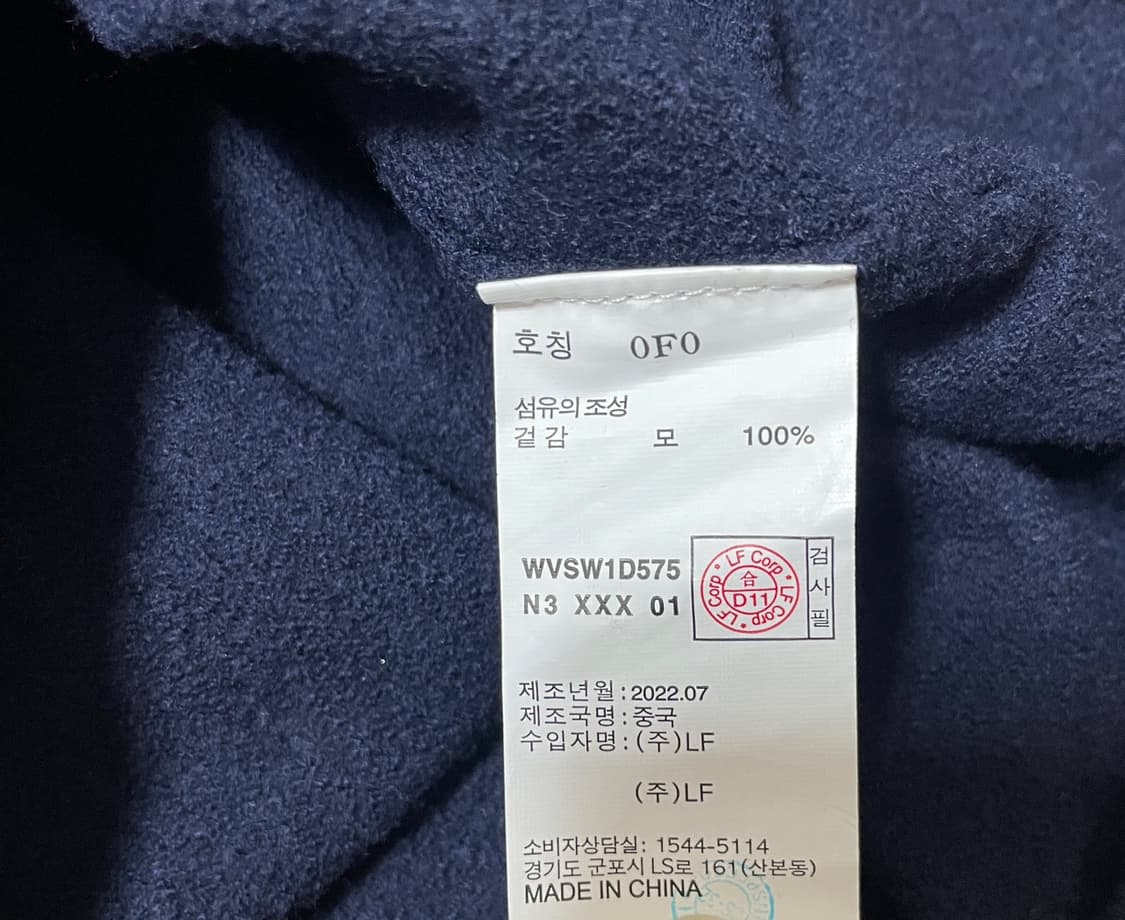 호칭 0F0
섬유의 조성
겉감 모 100%
WVSW1D575
N3 XXX 01
LF Corp • LF Corp • LF Corp •
合
D11
검
사
필
제조년월 : 2022.07
제조국명 : 중국
수입자명 : (주)LF
(주)LF
소비자상담실: 1544-5114
경기도 군포시 LS로 161(산본동)
MADE IN CHINA